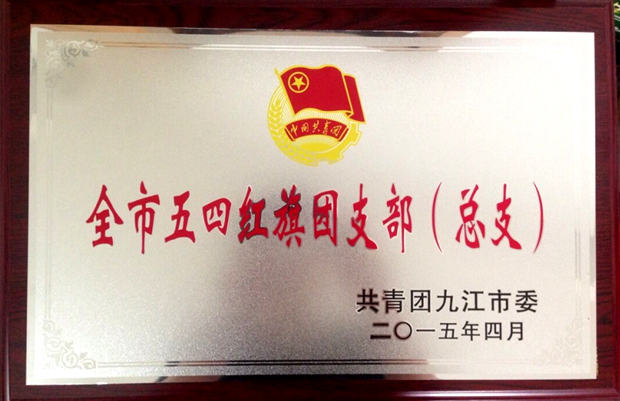 中国共青团
全市五四红旗团支部（总支）
共青团九江市委
二〇一五年四月